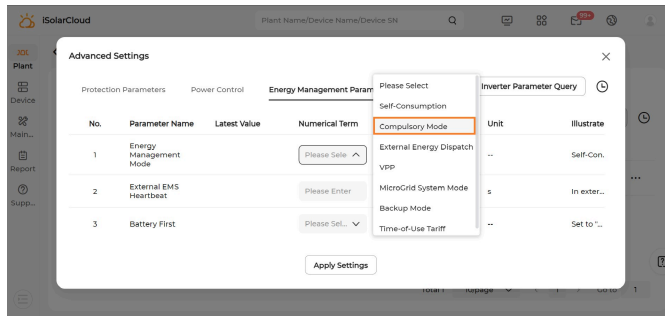 iSolarCloud
Plant Name/Device Name/Device SN
99+
Plant
Device
Main...
Report
Supp...
Advanced Settings
Protection Parameters
Power Control
Energy Management Param
Inverter Parameter Query
No.
Parameter Name
Latest Value
Numerical Term
Unit
Illustrate
1
Energy
Management
Mode
Please Sele
--
Self-Con.
2
External EMS
Heartbeat
Please Enter
s
In exter...
3
Battery First
Please Sel...
--
Set to "...
Please Select
Self-Consumption
Compulsory Mode
External Energy Dispatch
VPP
MicroGrid System Mode
Backup Mode
Time-of-Use Tariff
Apply Settings
Total 1
1
Go to
1